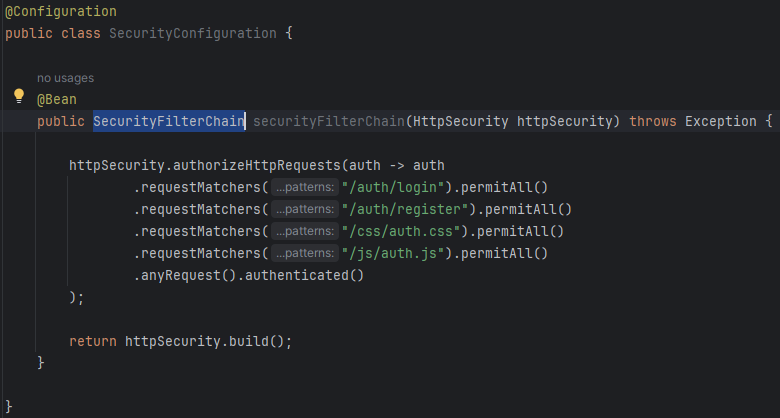 @Configuration
public class SecurityConfiguration {
no usages
@Bean
public SecurityFilterChain securityFilterChain(HttpSecurity httpSecurity) throws Exception {
httpSecurity.authorizeHttpRequests(auth -> auth
.requestMatchers( ...patterns: "/auth/login").permitAll()
.requestMatchers( ...patterns: "/auth/register").permitAll()
.requestMatchers( ...patterns: "/css/auth.css").permitAll()
.requestMatchers( ...patterns: "/js/auth.js").permitAll()
.anyRequest().authenticated()
);
return httpSecurity.build();
}
}